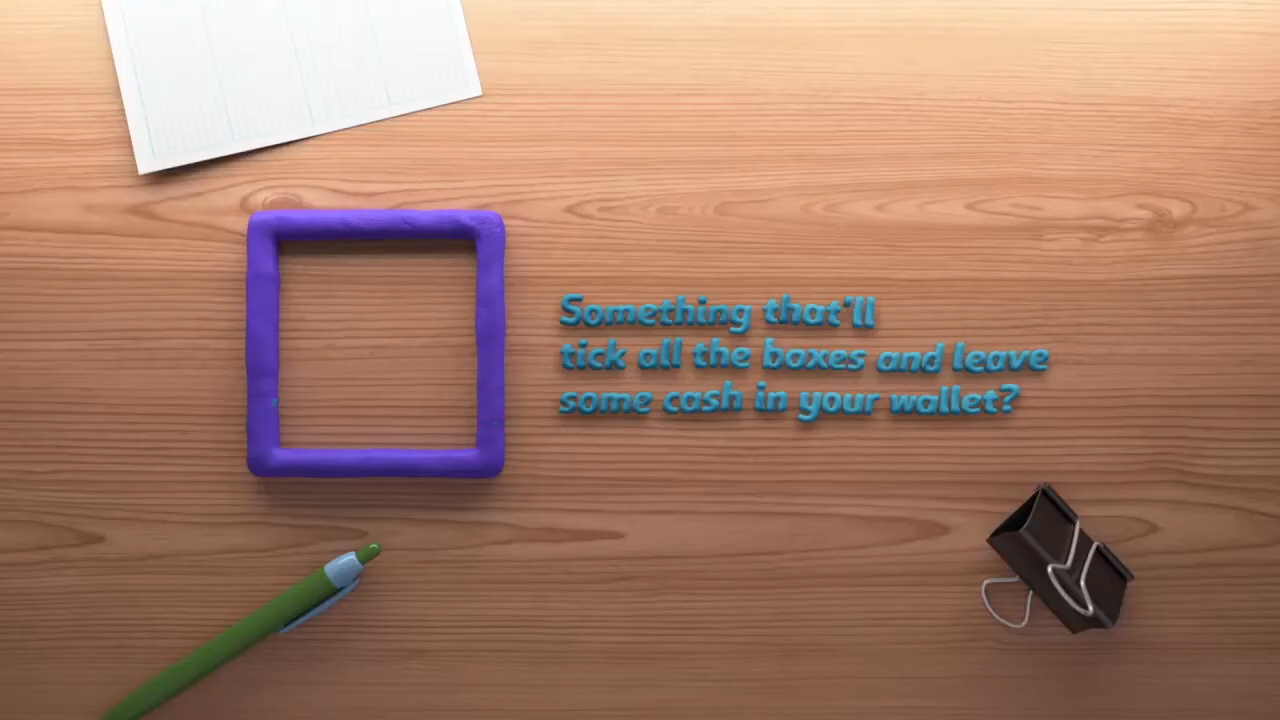 Something that'll
tick all the boxes and leave
some cash in your wallet?